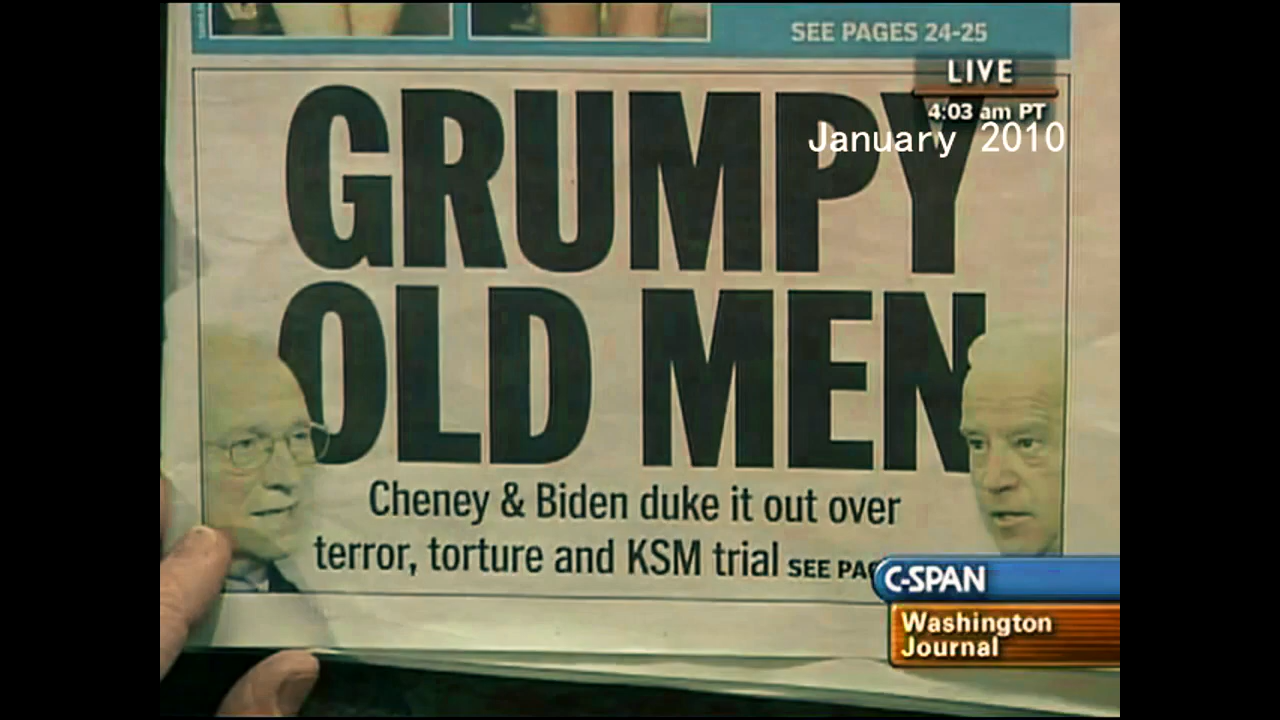 SEE PAGES 24-25
LIVE
4:03 am PT
January 2010
GRUMPY
OLD MEN
Cheney & Biden duke it out over
terror, torture and KSM trial SEE
C-SPAN
Washington
Journal